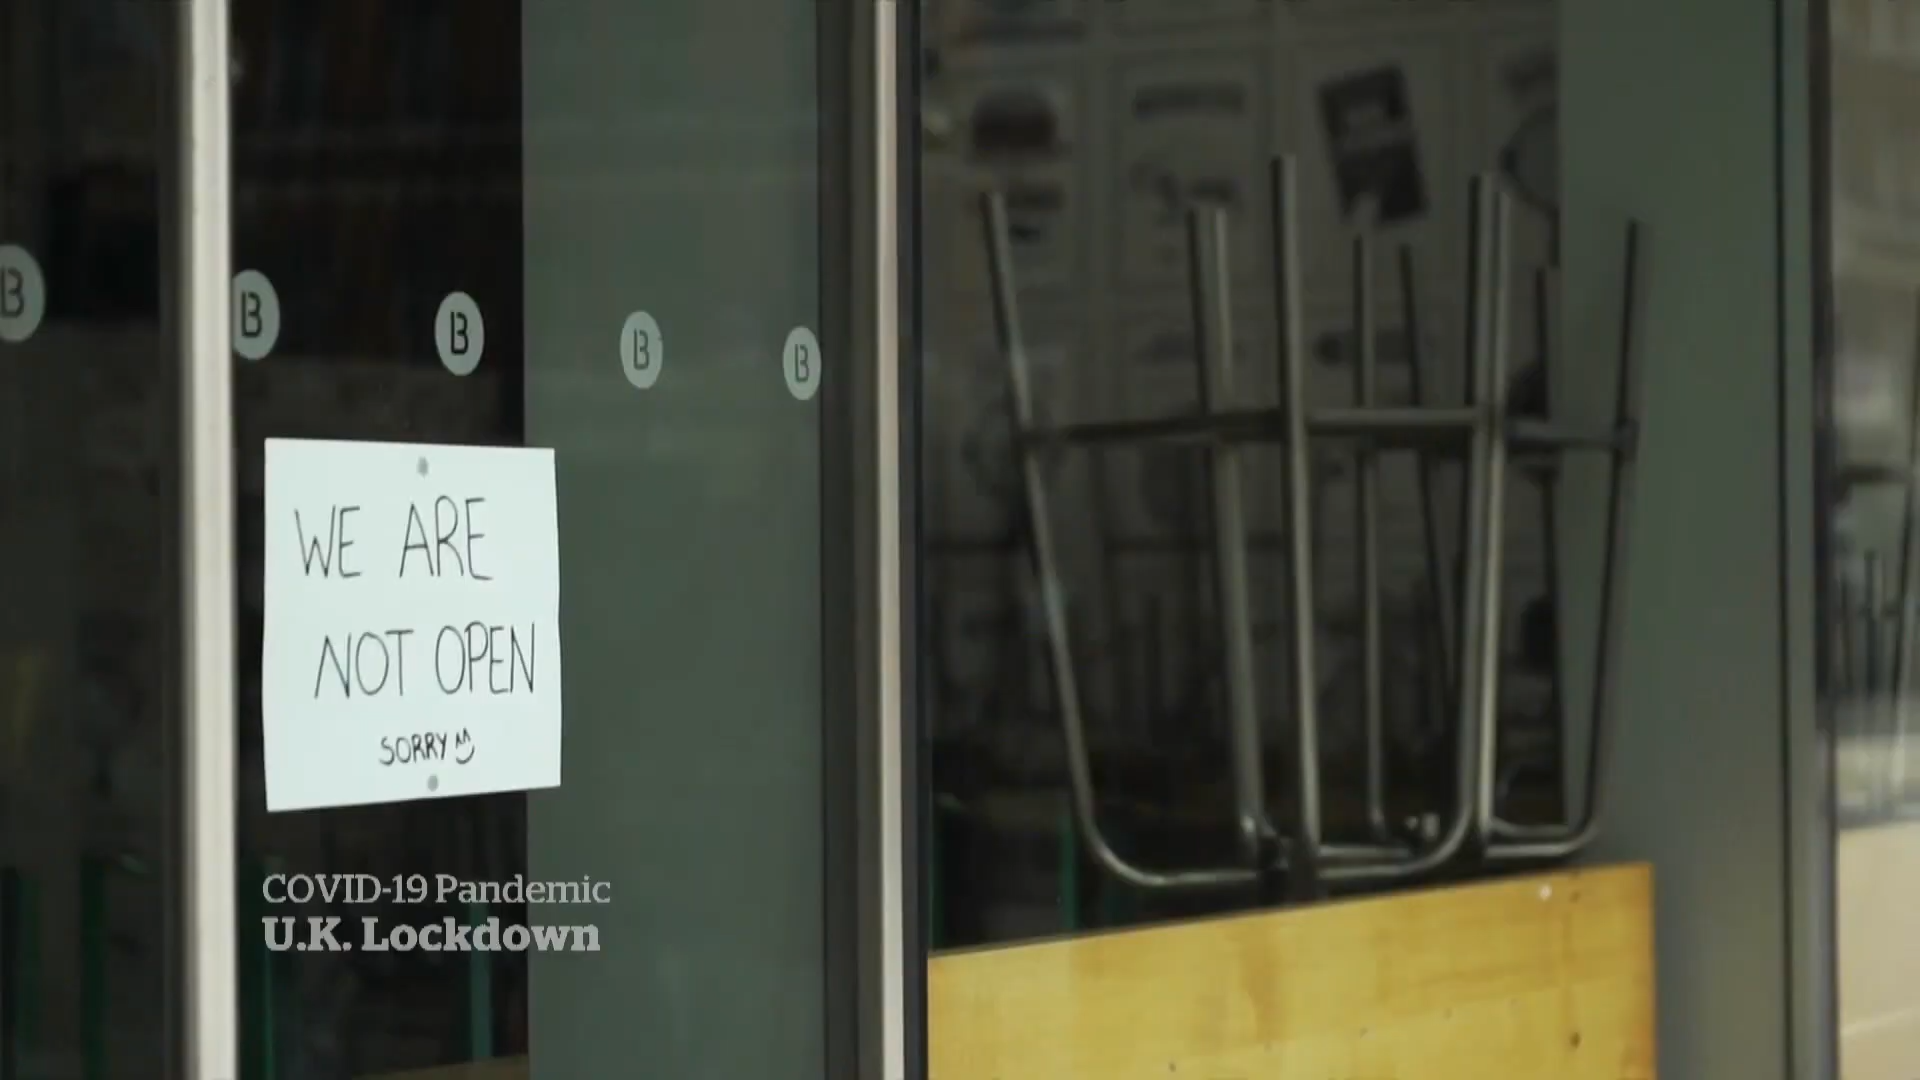 B B B B B
WE ARE
NOT OPEN
SORRY
COVID-19 Pandemic
U.K. Lockdown